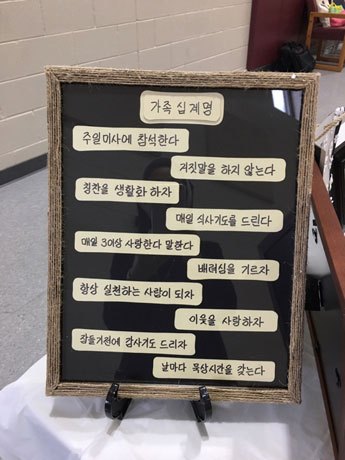 가족 십계명
주일미사에 참석한다
거짓말을 하지 않는다
칭찬을 생활화 하자
매일 식사기도를 드린다
매일 3이상 사랑한다 말한다
배려심을 기르자
항상 실천하는 사람이 되자
이웃을 사랑하자
잠들기전에 감사기도 드리자
날마다 묵상시간을 갖는다